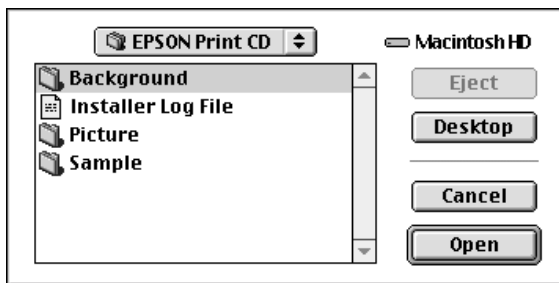 EPSON Print CD
Macintosh HD
Background
Installer Log File
Picture
Sample
Eject
Desktop
Cancel
Open